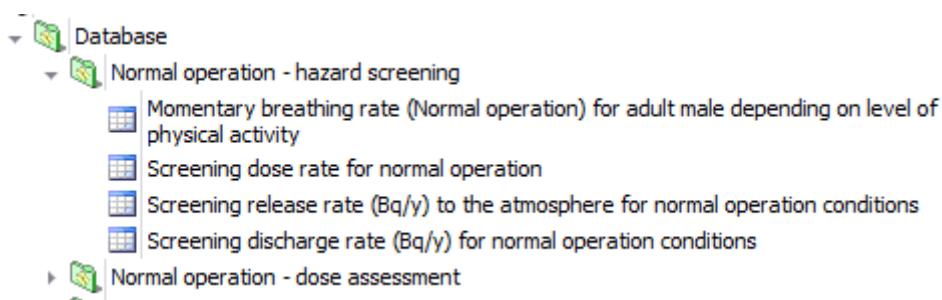 Database
Normal operation - hazard screening
Momentary breathing rate (Normal operation) for adult male depending on level of
physical activity
Screening dose rate for normal operation
Screening release rate (Bq/y) to the atmosphere for normal operation conditions
Screening discharge rate (Bq/y) for normal operation conditions
Normal operation - dose assessment